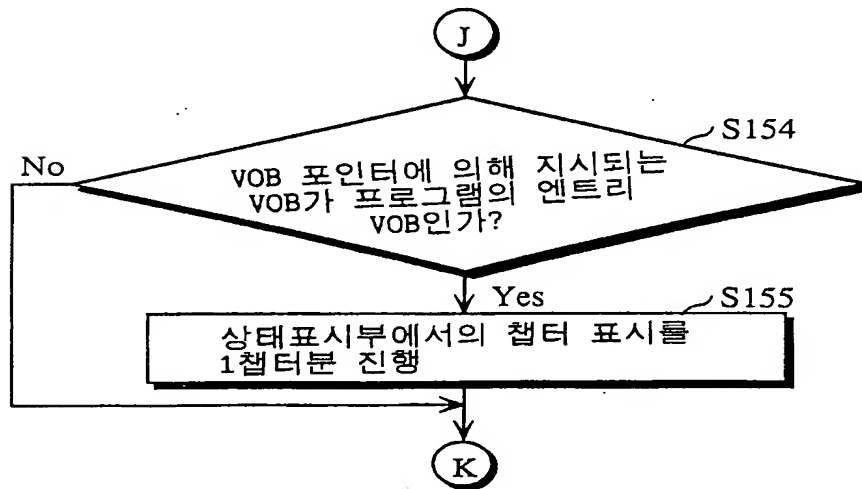 J
S154
No
VOB 포인터에 의해 지시되는
VOB가 프로그램의 엔트리
VOB인가?
Yes
S155
상태표시부에서의 챕터 표시를
1챕터분 진행
K